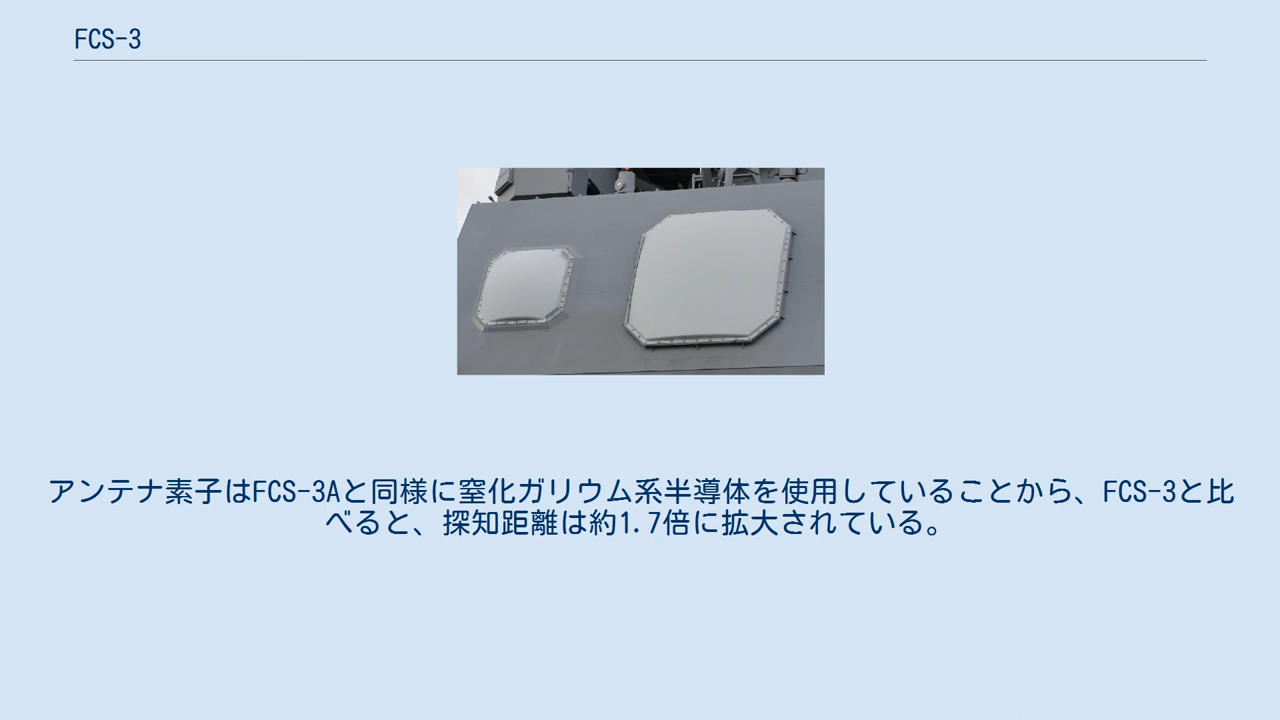 FCS-3
アンテナ素子はFCS-3Aと同様に窒化ガリウム系半導体を使用していることから、FCS-3と比
べると、探知距離は約1.7倍に拡大されている。